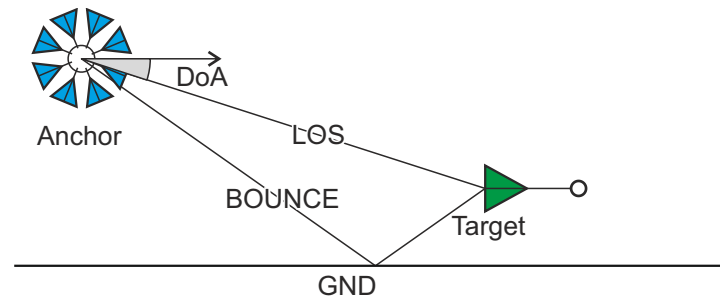 DoA
Anchor
LOS
BOUNCE
Target
GND